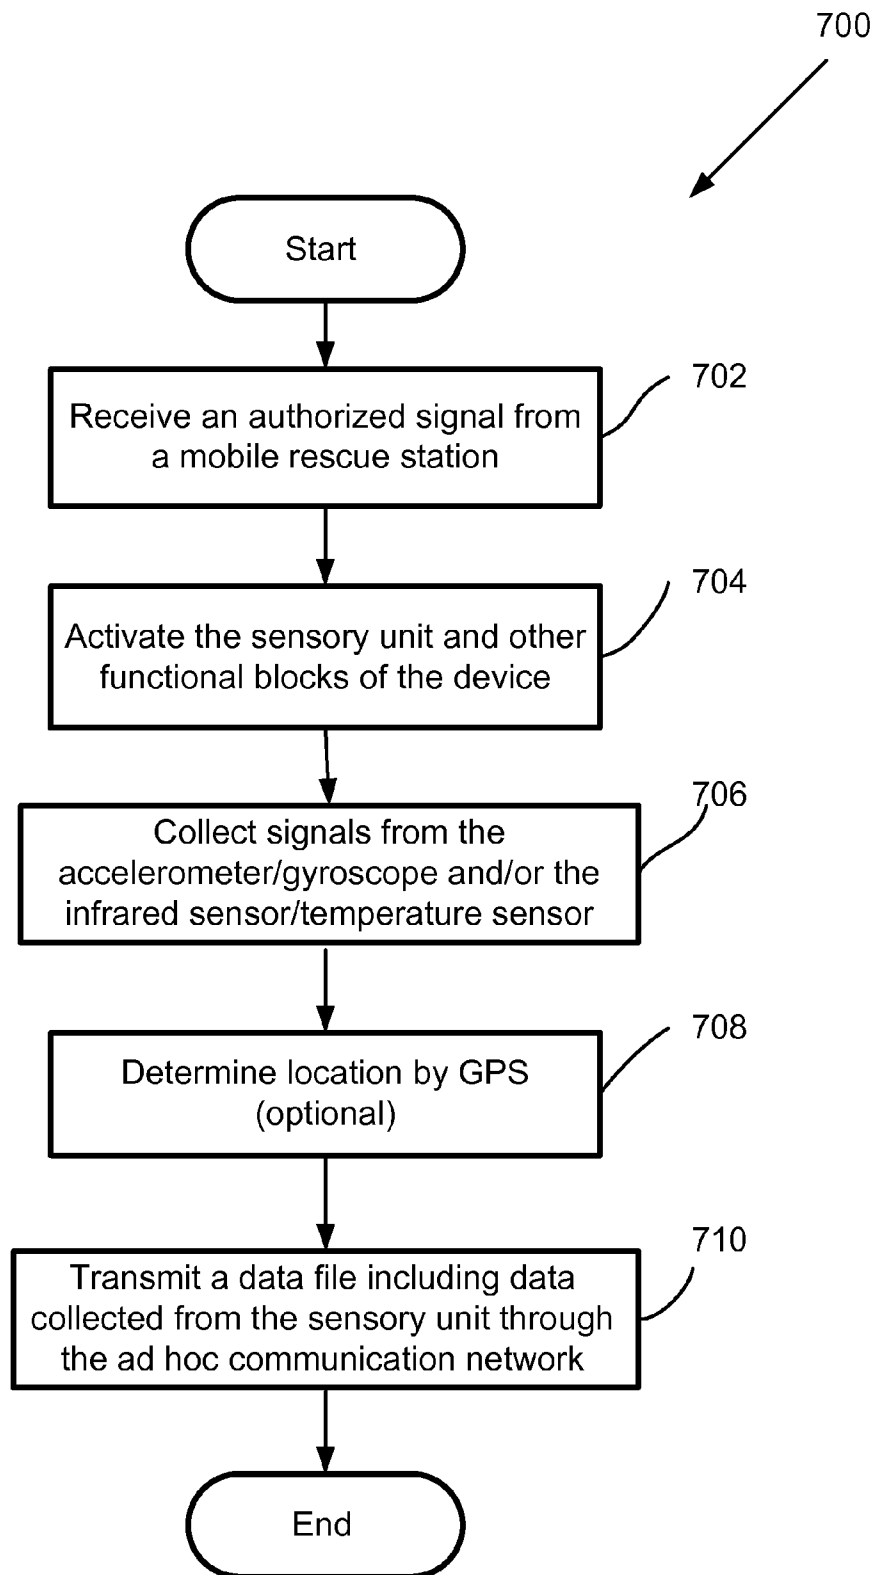 700
Start
702
Receive an authorized signal from
a mobile rescue station
704
Activate the sensory unit and other
functional blocks of the device
706
Collect signals from the
accelerometer/gyroscope and/or the
infrared sensor/temperature sensor
708
Determine location by GPS
(optional)
710
Transmit a data file including data
collected from the sensory unit through
the ad hoc communication network
End